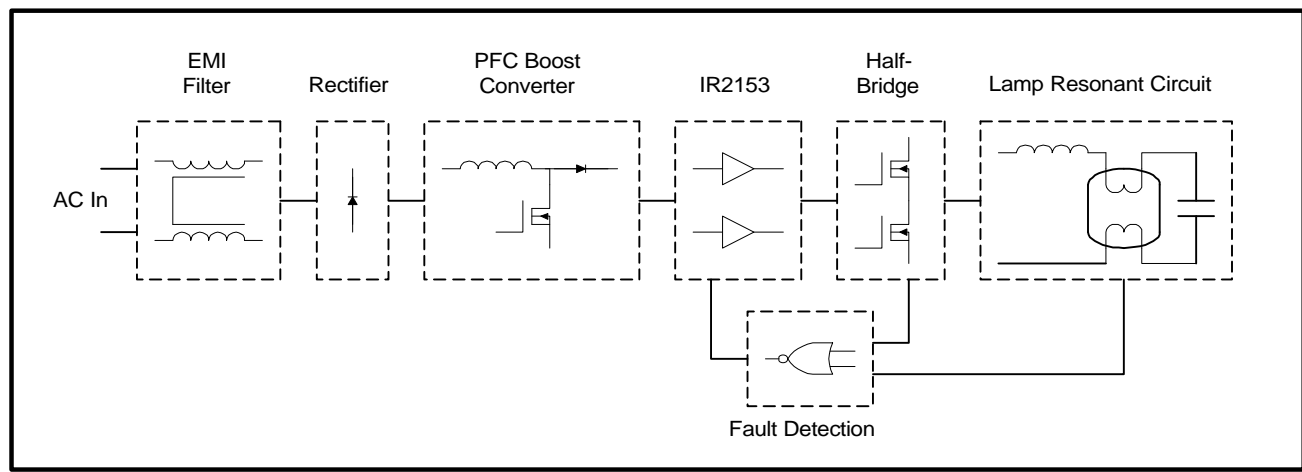 EMI
Filter
Rectifier
PFC Boost
Converter
IR2153
Half-
Bridge
Lamp Resonant Circuit
AC In
Fault Detection